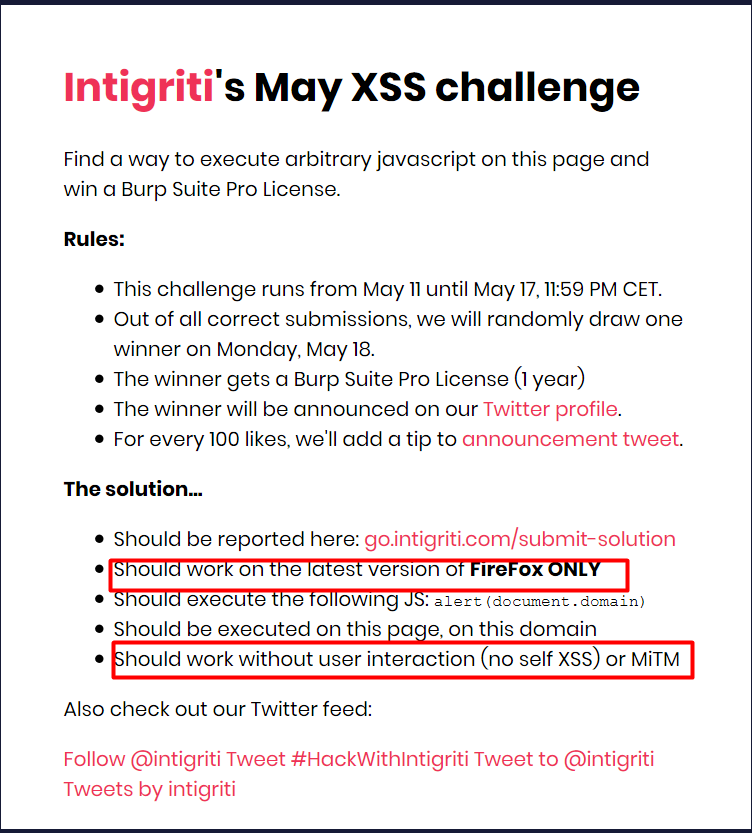 Intigriti's May XSS challenge
Find a way to execute arbitrary javascript on this page and
win a Burp Suite Pro License.
Rules:
This challenge runs from May 11 until May 17, 11:59 PM CET.
Out of all correct submissions, we will randomly draw one
winner on Monday, May 18.
The winner gets a Burp Suite Pro License (1 year)
The winner will be announced on our Twitter profile.
For every 100 likes, we'll add a tip to announcement tweet.
The solution...
Should be reported here: go.intigriti.com/submit-solution
Should work on the latest version of FireFox ONLY
Should execute the following JS: alert(document.domain)
Should be executed on this page, on this domain
Should work without user interaction (no self XSS) or MiTM
Also check out our Twitter feed:
Follow @intigriti Tweet #HackWithIntigriti Tweet to @intigriti
Tweets by intigriti